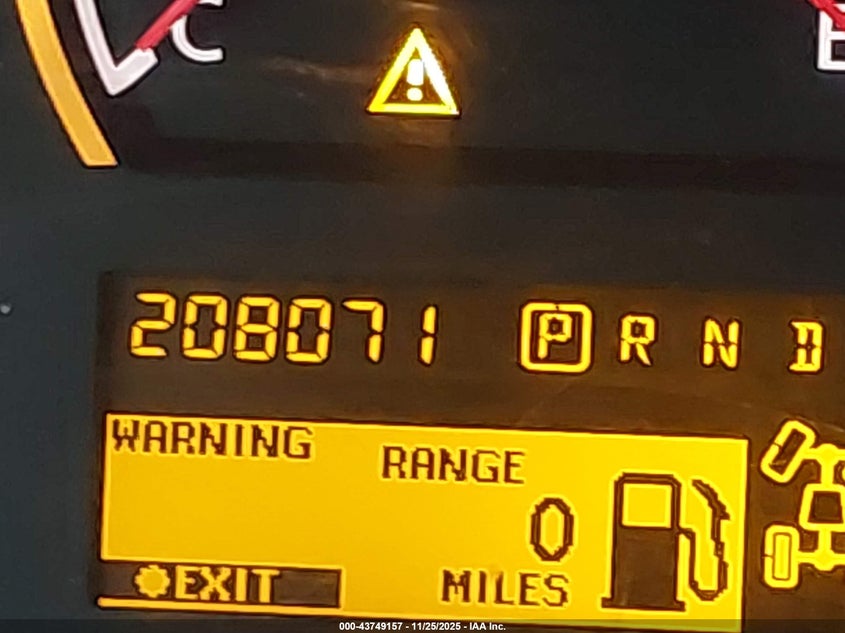 C
E
208071 P R N D
WARNING
RANGE
0
EXIT
MILES
000-43749157 - 11/25/2025 - IAA Inc.